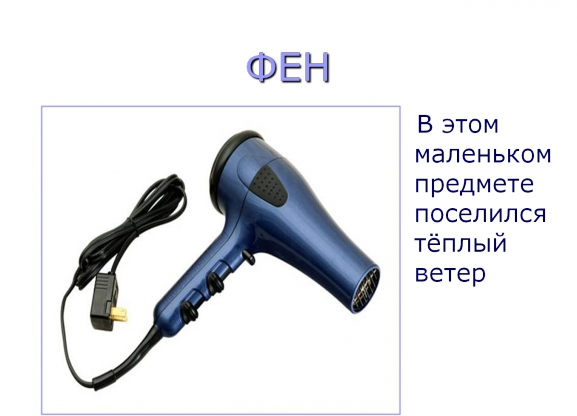 ФЕН
В этом
маленьком
предмете
поселился
тёплый
ветер